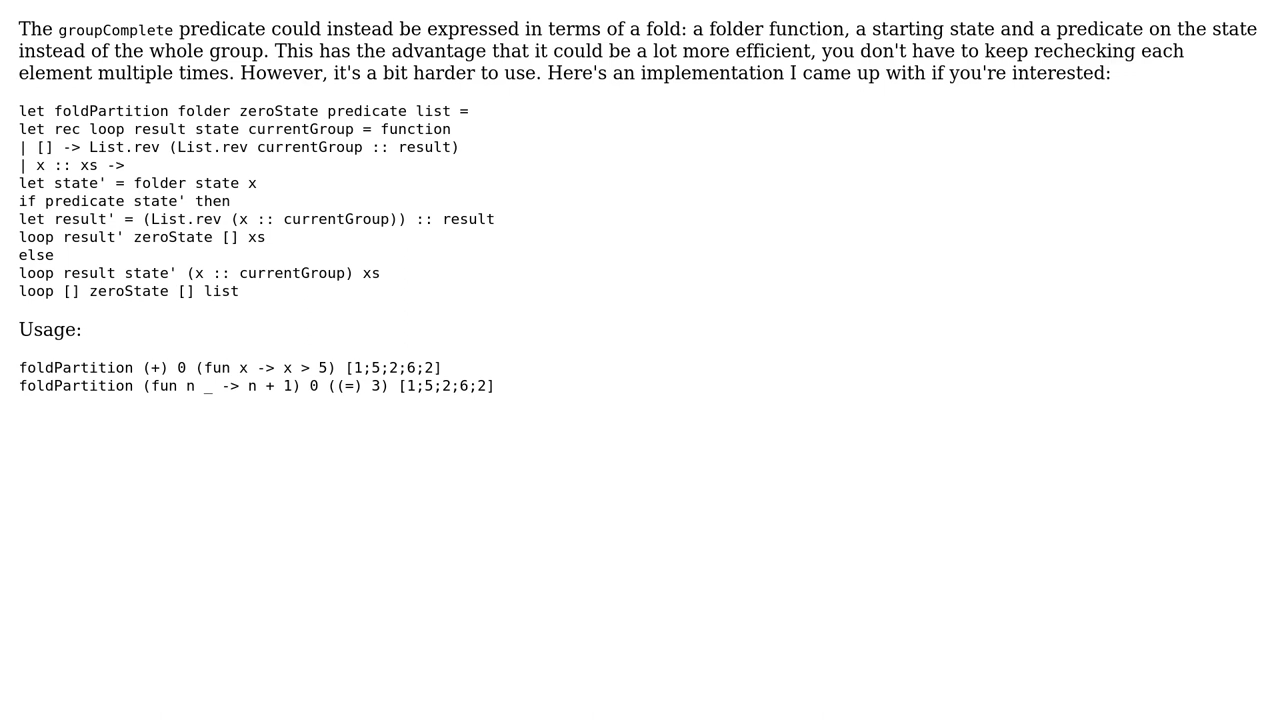 The groupComplete predicate could instead be expressed in terms of a fold: a folder function, a starting state and a predicate on the state
instead of the whole group. This has the advantage that it could be a lot more efficient, you don't have to keep rechecking each
element multiple times. However, it's a bit harder to use. Here's an implementation I came up with if you're interested:
let foldPartition folder zeroState predicate list =
let rec loop result state currentGroup = function
| [] -> List.rev (List.rev currentGroup :: result)
| x :: xs ->
let state' = folder state x
if predicate state' then
let result' = (List.rev (x :: currentGroup)) :: result
loop result' zeroState [] xs
else
loop result state' (x :: currentGroup) xs
loop [] zeroState [] list
Usage:
foldPartition (+) 0 (fun x -> x > 5) [1;5;2;6;2]
foldPartition (fun n _ -> n + 1) 0 ((=) 3) [1;5;2;6;2]